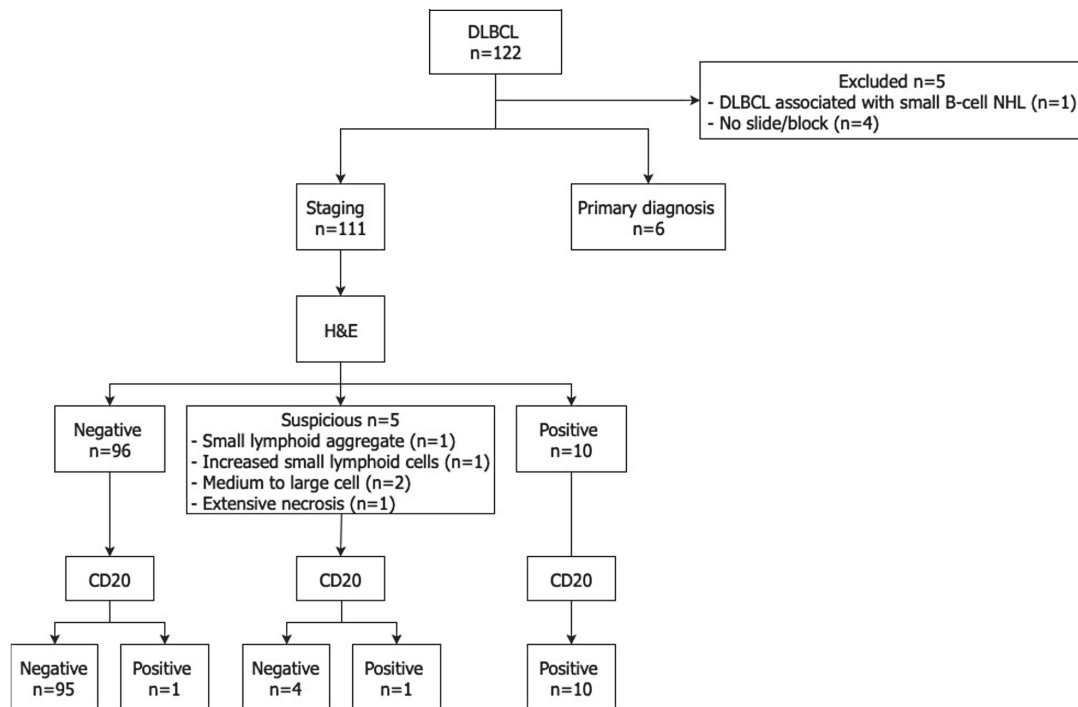 DLBCL
n=122
Excluded n=5
- DLBCL associated with small B-cell NHL (n=1)
- No slide/block (n=4)
Staging
n=111
Primary diagnosis
n=6
H&E
Negative
n=96
Suspicious n=5
- Small lymphoid aggregate (n=1)
- Increased small lymphoid cells (n=1)
- Medium to large cell (n=2)
- Extensive necrosis (n=1)
Positive
n=10
CD20
CD20
CD20
Negative
n=95
Positive
n=1
Negative
n=4
Positive
n=1
Positive
n=10